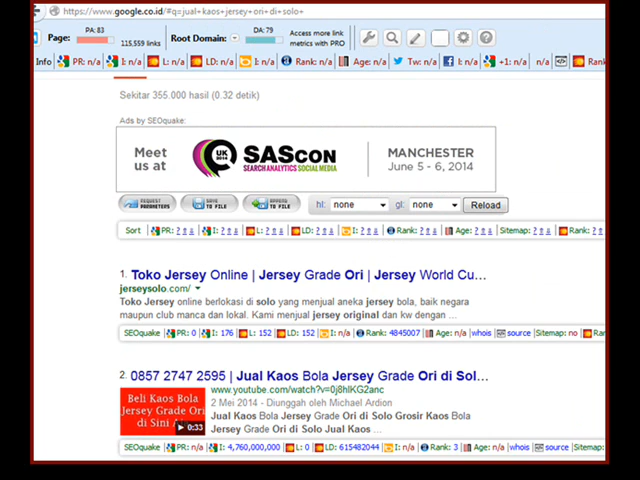 https://www.google.co.id/#q=jual+kaos+jersey+ori+di+solo+
Page:
PA: 83
115,559 links
Root Domain:
DA: 79
Access more link
metrics with PRO
Info PR: n/a I: n/a L: n/a LD: n/a I: n/a Rank: n/a Age: n/a Tw: n/a I: n/a +1: n/a n/a Rank
Sekitar 355.000 hasil (0.32 detik)
Ads by SEOquake:
Meet
us at
UK
2014
SAScon
SEARCH ANALYTICS SOCIAL MEDIA
MANCHESTER
June 5 - 6, 2014
REQUEST
PARAMETERS
SAVE
TO FILE
APPEND
TO FILE
hl: none gl: none Reload
Sort PR: ? I: ? L: ? LD: ? I: ? Rank: ? Age: ? Sitemap: ? Rank: ?
1. Toko Jersey Online | Jersey Grade Ori | Jersey World Cu...
jerseysolo.com/
Toko Jersey online berlokasi di solo yang menjual aneka jersey bola, baik negara
maupun club manca dan lokal. Kami menjual jersey original dan kw dengan ...
SEOquake PR: 0 I: 176 L: 152 LD: 152 I: n/a Rank: 4845007 Age: n/a whois source Sitemap: no Ra
2. 0857 2747 2595 | Jual Kaos Bola Jersey Grade Ori di Sol...
Beli Kaos Bola
Jersey Grade Ori
di Sini A
0:33
www.youtube.com/watch?v=0j8hlKG2anc
2 Mei 2014 - Diunggah oleh Michael Ardion
Jual Kaos Bola Jersey Grade Ori di Solo Grosir Kaos Bola
Jersey Grade Ori di Solo Jual Kaos ...
SEOquake PR: n/a I: 4,760,000,000 L: 0 LD: 615482044 I: n/a Rank: 3 Age: n/a whois source Sitem